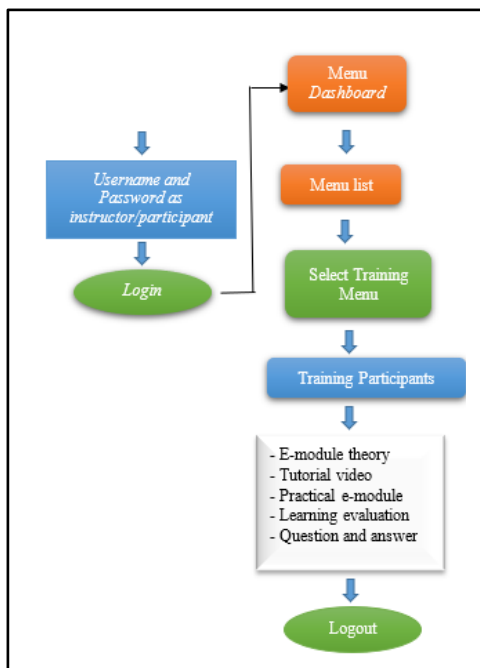 Username and
Password as
instructor/participant
Login
Menu
Dashboard
Menu list
Select Training
Menu
Training Participants
- E-module theory
- Tutorial video
- Practical e-module
- Learning evaluation
- Question and answer
Logout